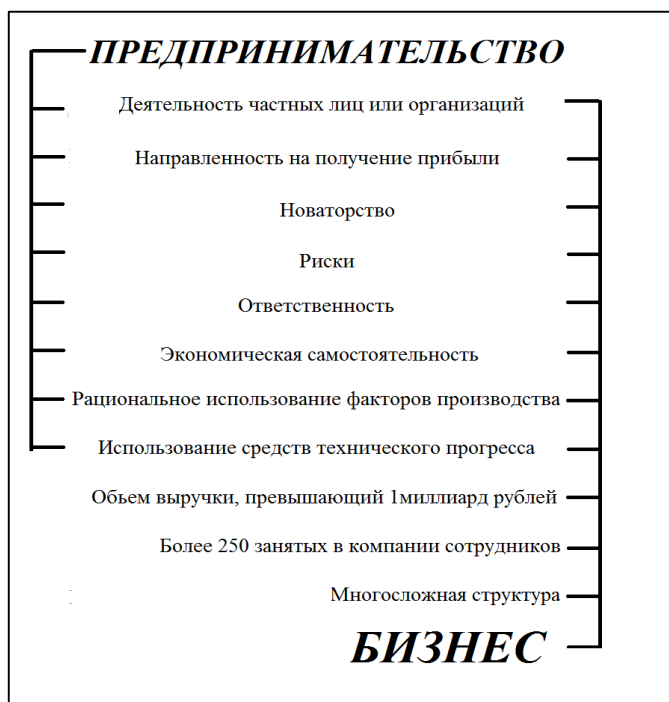 ПРЕДПРИНИМАТЕЛЬСТВО
Деятельность частных лиц или организаций
Направленность на получение прибыли
Новаторство
Риски
Ответственность
Экономическая самостоятельность
Рациональное использование факторов производства
Использование средств технического прогресса
Обьем выручки, превышающий 1миллиард рублей
Более 250 занятых в компании сотрудников
Многосложная структура
БИЗНЕС